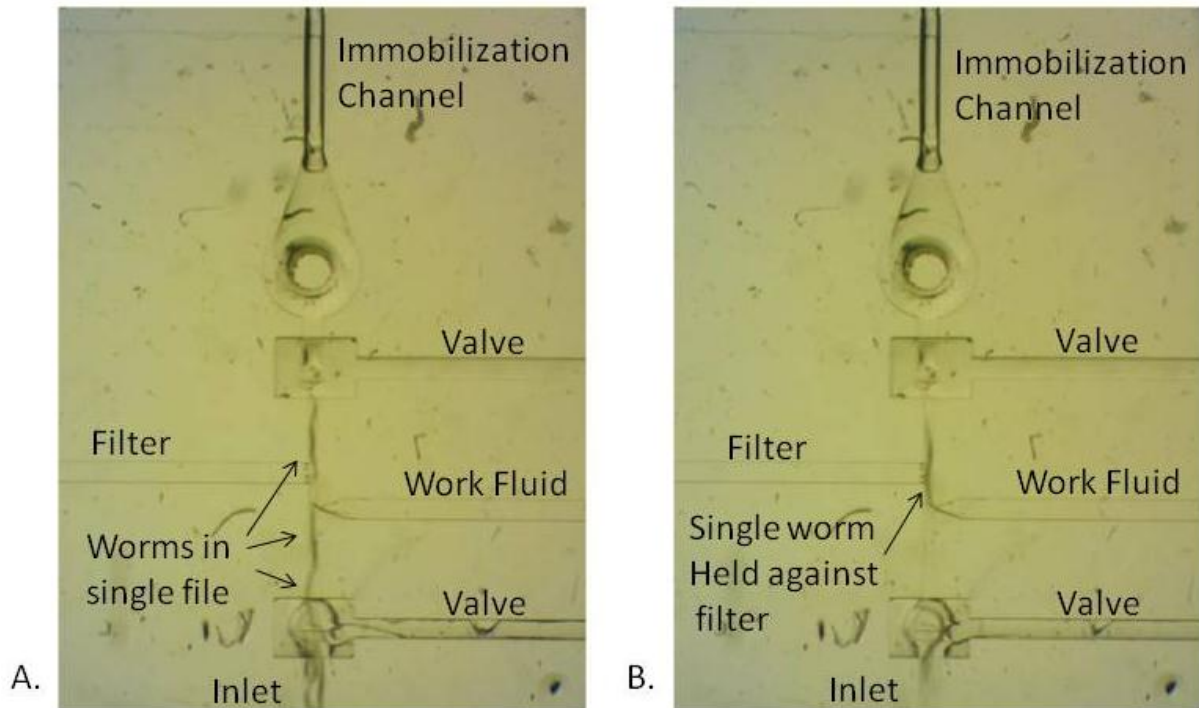 Immobilization
Channel
Valve
Filter
Work Fluid
Worms in
single file
Valve
Inlet
A.
Immobilization
Channel
Valve
Filter
Work Fluid
Single worm
Held against
filter
Valve
Inlet
B.